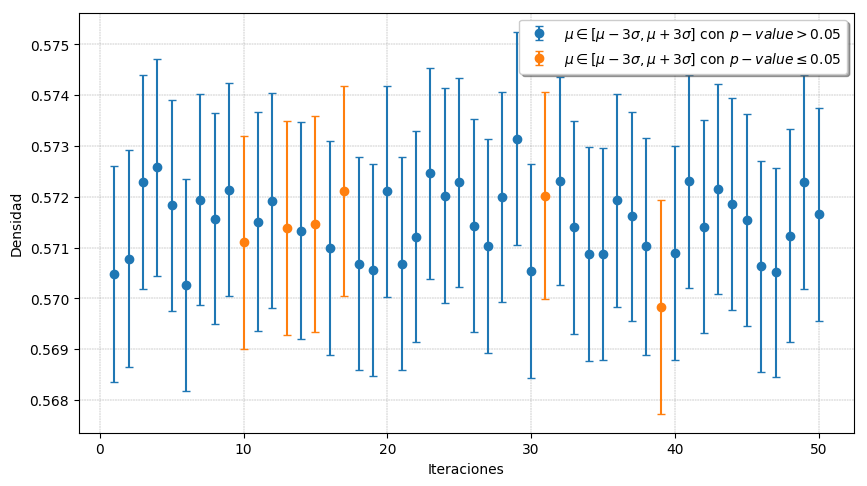 μ ∈ [μ − 3σ, μ + 3σ] con p − value > 0.05
μ ∈ [μ − 3σ, μ + 3σ] con p − value ≤ 0.05
0.575
0.574
0.573
0.572
0.571
0.570
0.569
0.568
Densidad
0 10 20 30 40 50
Iteraciones